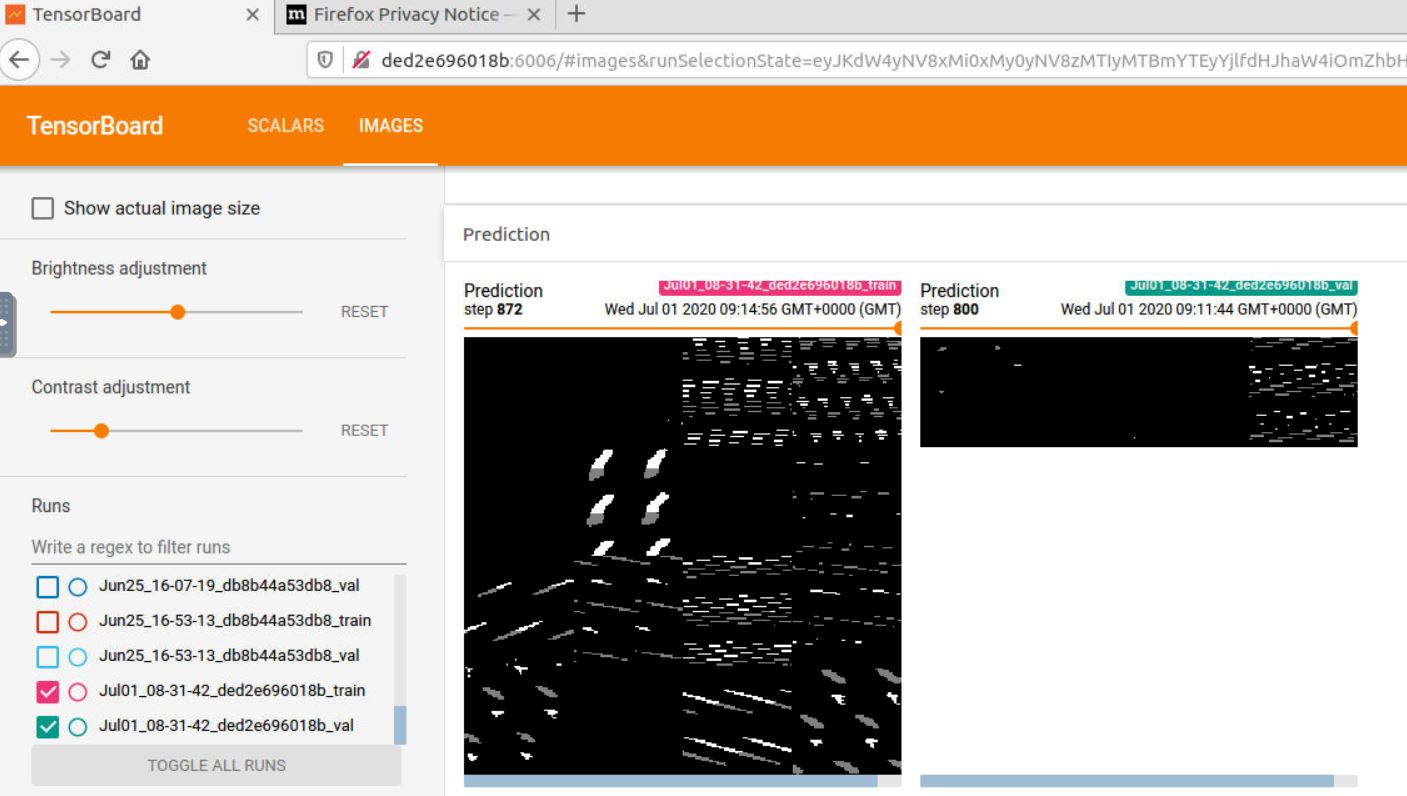 TensorBoard
Firefox Privacy Notice —
ded2e696018b:6006/#images&runSelectionState=eyJKdW4yNV8xMi0xMy0yNV8zMTIyMTBmYTEyYjlfdHJhaW4iOmZhbH
TensorBoard
SCALARS
IMAGES
Show actual image size
Brightness adjustment
RESET
Contrast adjustment
RESET
Runs
Write a regex to filter runs
Jun25_16-07-19_db8b44a53db8_val
Jun25_16-53-13_db8b44a53db8_train
Jun25_16-53-13_db8b44a53db8_val
Jul01_08-31-42_ded2e696018b_train
Jul01_08-31-42_ded2e696018b_val
TOGGLE ALL RUNS
Prediction
Prediction
Jul01_08-31-42_ded2e696018b_train
step 872
Wed Jul 01 2020 09:14:56 GMT+0000 (GMT)
Prediction
Jul01_08-31-42_ded2e696018b_val
step 800
Wed Jul 01 2020 09:11:44 GMT+0000 (GMT)